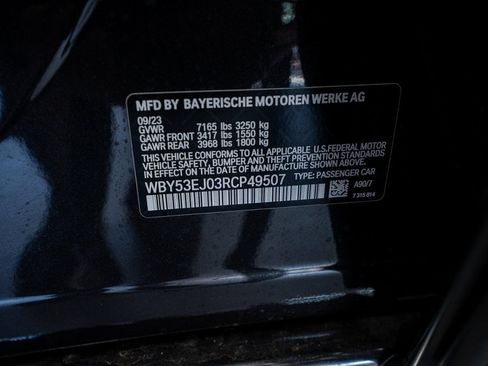 MFD BY BAYERISCHE MOTOREN WERKE AG
09/23
GVWR 7165 lbs 3250 kg
GAWR FRONT 3417 lbs 1550 kg
GAWR REAR 3968 lbs 1800 kg
THIS VEHICLE CONFORMS TO ALL APPLICABLE U.S.FEDERAL MOTOR
VEHICLE SAFETY, BUMPER, AND THEFT PREVENTION STANDARDS
IN EFFECT ON THE DATE OF MANUFACTURE SHOWN ABOVE.
WBY53EJ03RCP49507 TYPE: PASSENGER CAR
A90/7
7 315 814